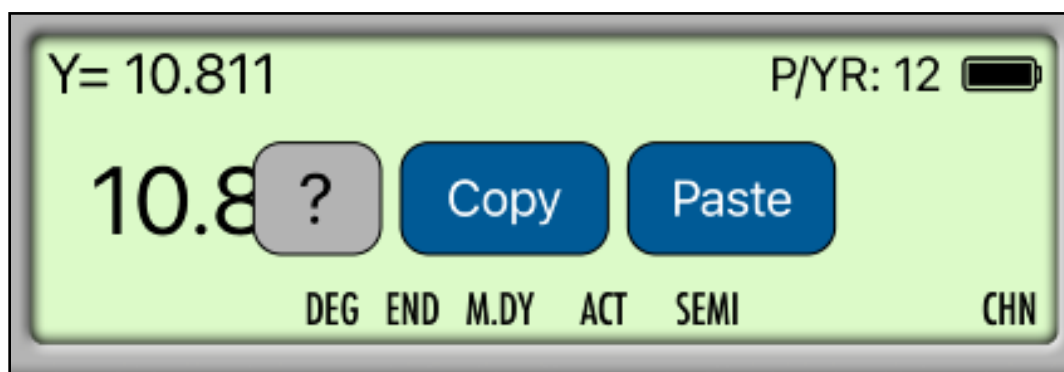 Y= 10.811 P/YR: 12
10.8 ? Copy Paste
DEG END M.DY ACT SEMI CHN